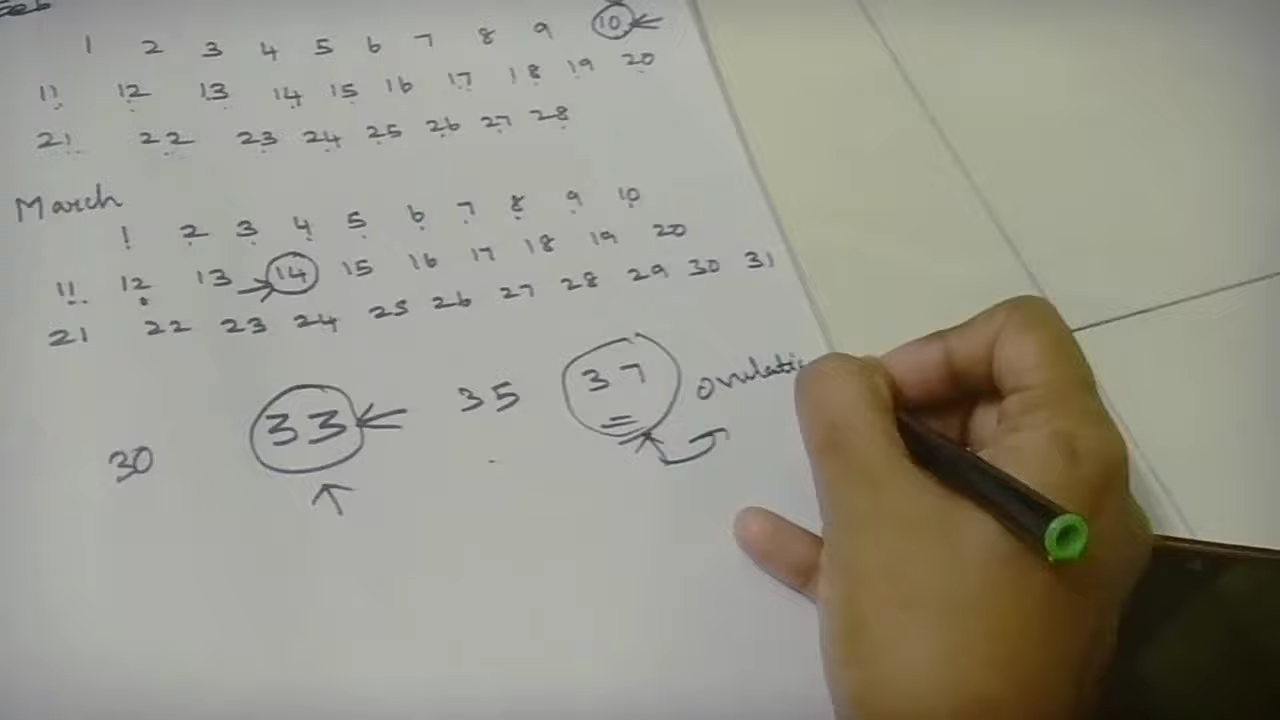 Feb
1 2 3 4 5 6 7 8 9 10
11 12 13 14 15 16 17 18 19 20
21 22 23 24 25 26 27 28
March
1 2 3 4 5 6 7 8 9 10
11 12 13 14 15 16 17 18 19 20
21 22 23 24 25 26 27 28 29 30 31
30 33 35 37 ovulatio